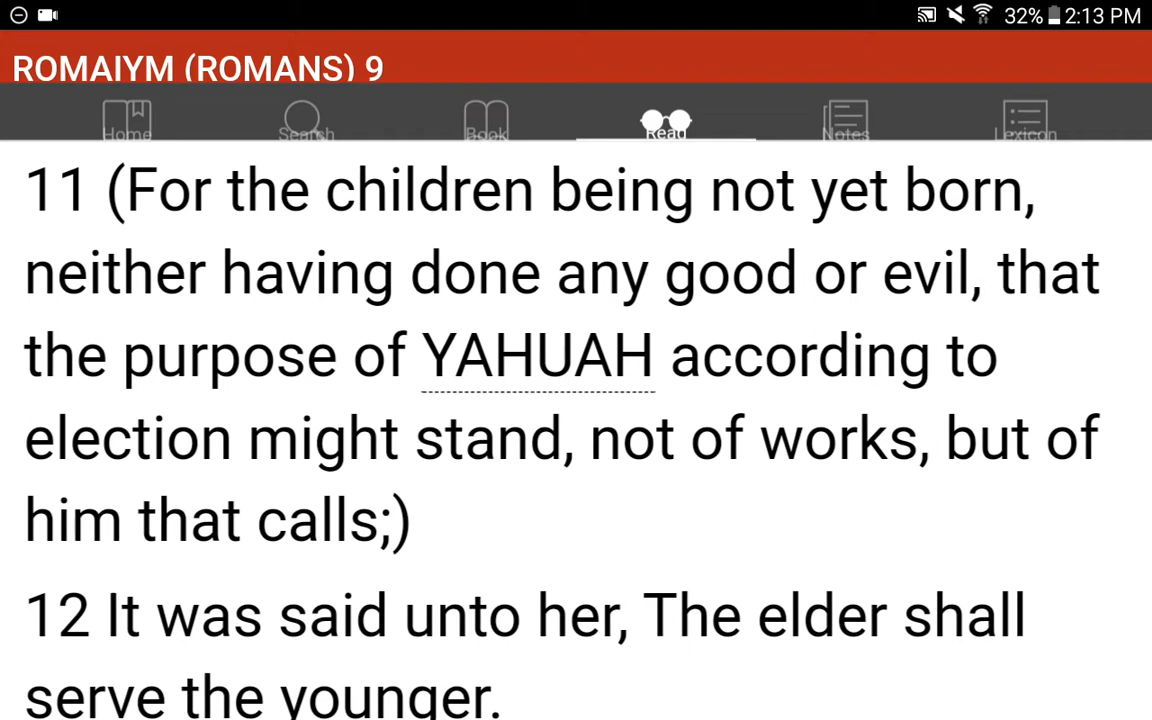 32% 2:13 PM
ROMAIYM (ROMANS) 9
Home Search Book Read Notes Lexicon
11 (For the children being not yet born,
neither having done any good or evil, that
the purpose of YAHUAH according to
election might stand, not of works, but of
him that calls;)
12 It was said unto her, The elder shall
serve the younger.